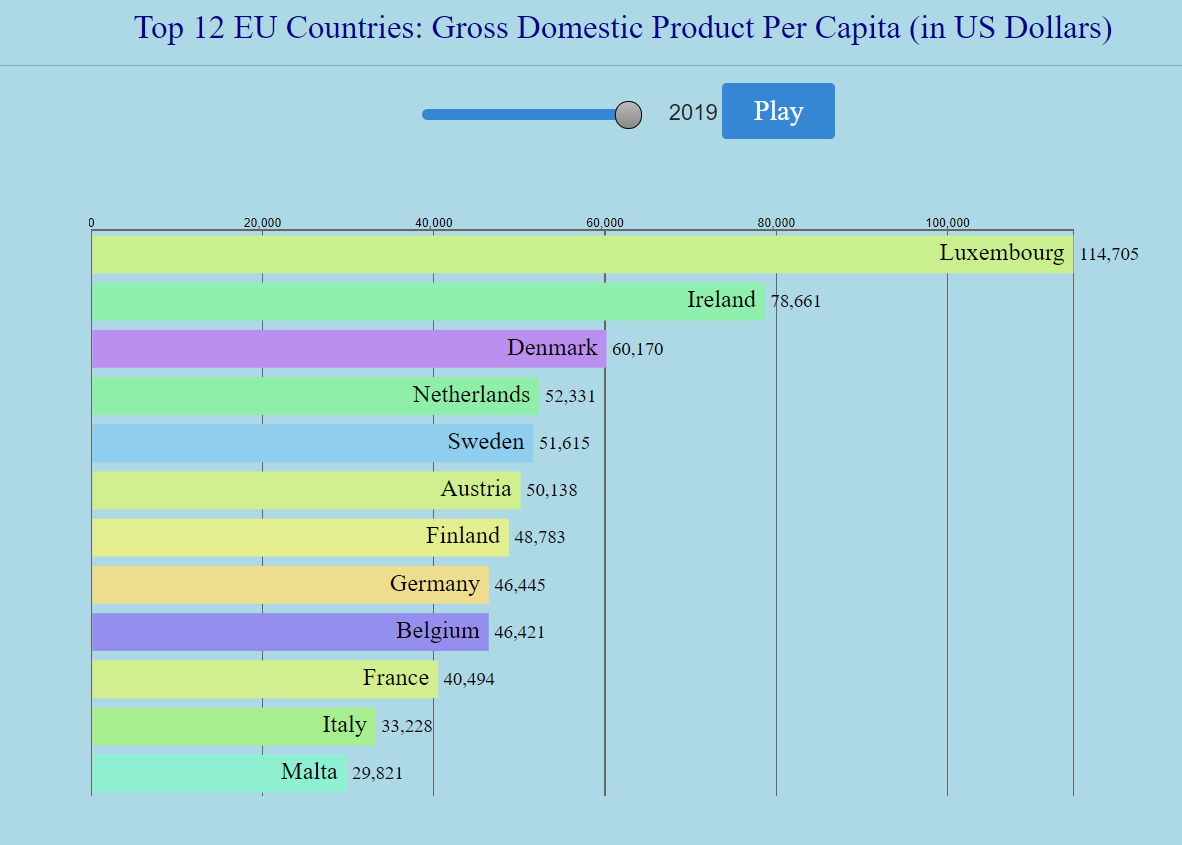 Top 12 EU Countries: Gross Domestic Product Per Capita (in US Dollars)
2019 Play
0 20,000 40,000 60,000 80,000 100,000
Luxembourg 114,705
Ireland 78,661
Denmark 60,170
Netherlands 52,331
Sweden 51,615
Austria 50,138
Finland 48,783
Germany 46,445
Belgium 46,421
France 40,494
Italy 33,228
Malta 29,821